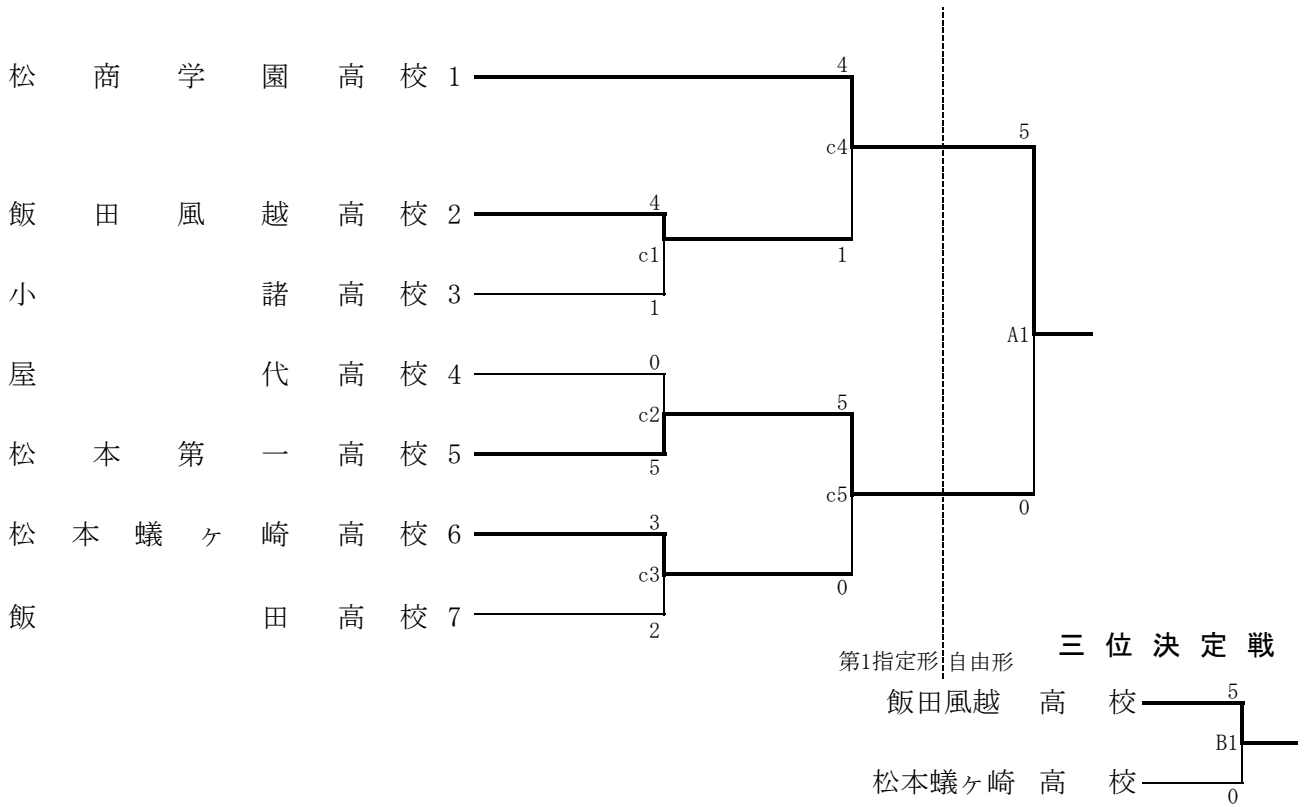 4
松商学園高校 1
5
c4
4
飯田風越高校 2
c1
1
小諸高校 3
1
A1
0
屋代高校 4
5
c2
松本第一高校 5
5
c5
0
3
松本蟻ヶ崎高校 6
c3
0
飯田高校 7
2
三位決定戦
第1指定形 自由形
5
飯田風越 高校
B1
松本蟻ヶ崎 高校
0